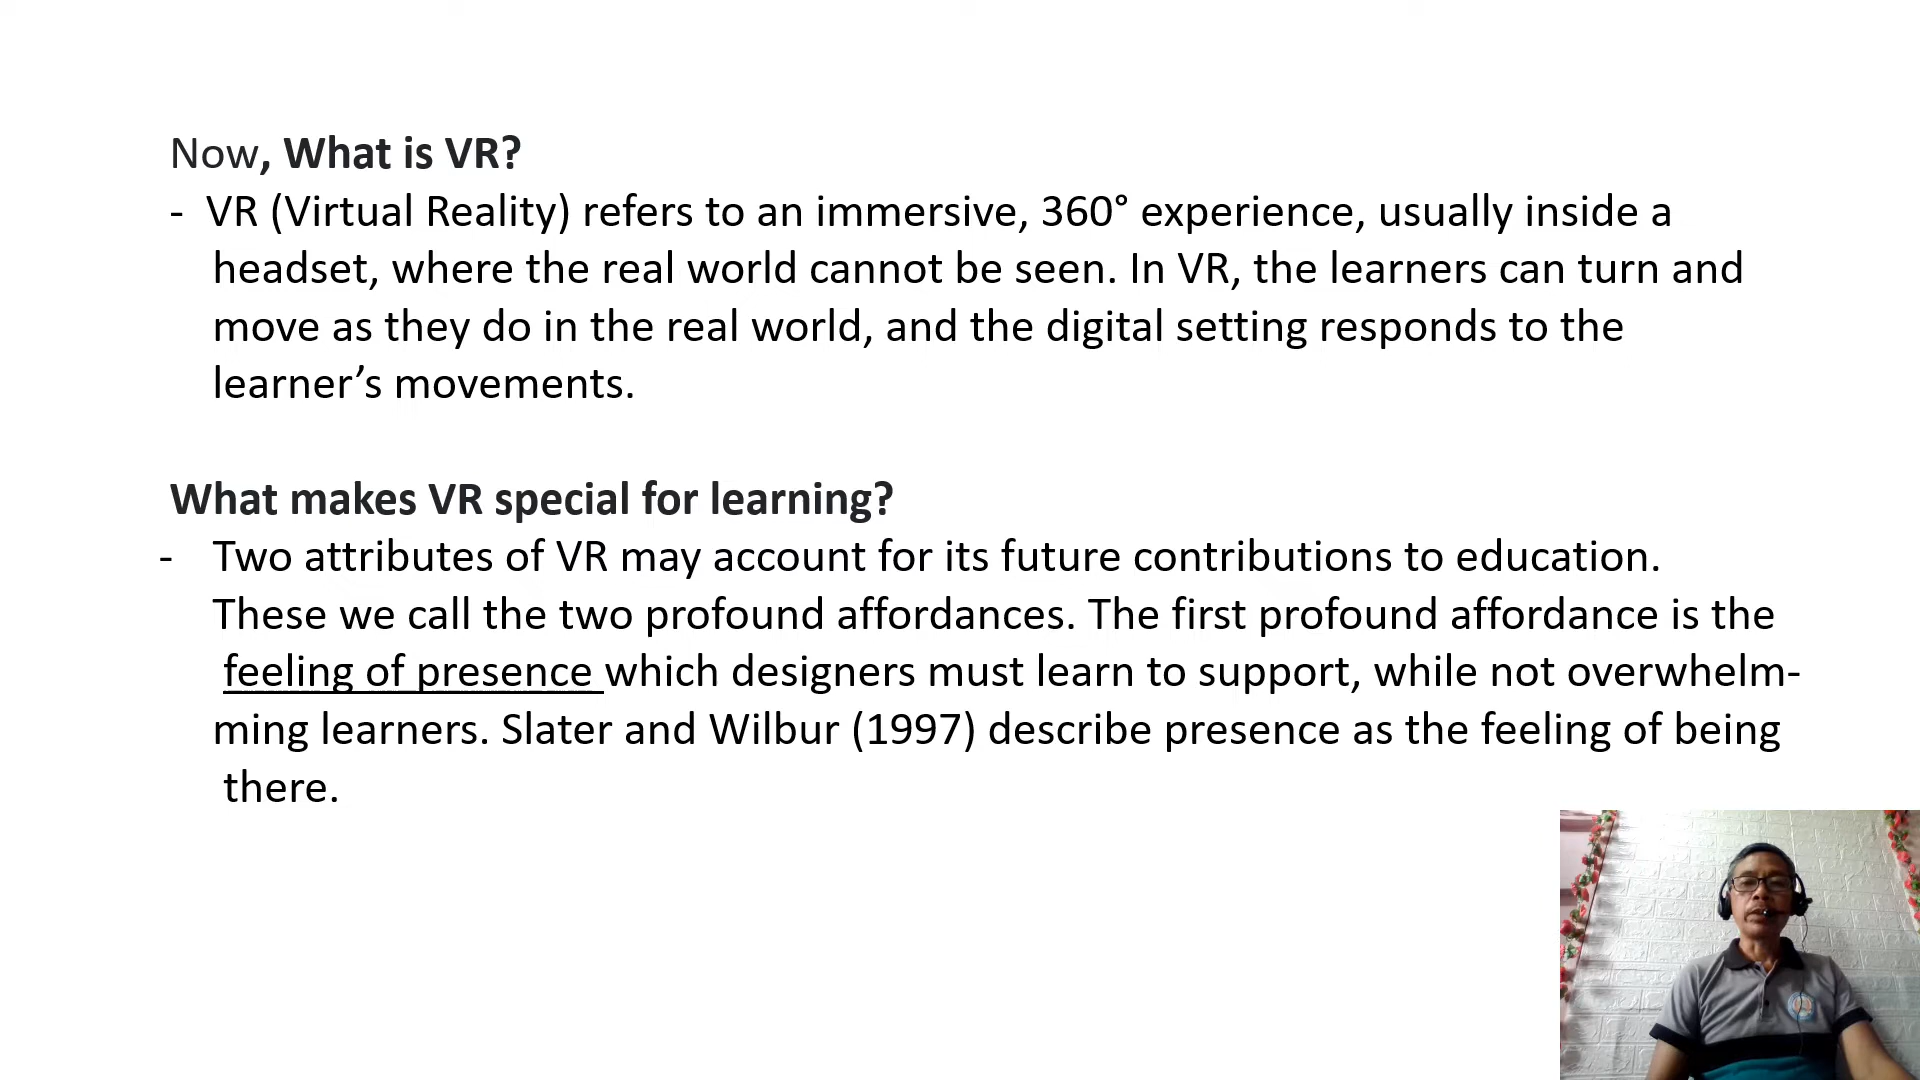 Now, What is VR?
- VR (Virtual Reality) refers to an immersive, 360° experience, usually inside a
headset, where the real world cannot be seen. In VR, the learners can turn and
move as they do in the real world, and the digital setting responds to the
learner’s movements.
What makes VR special for learning?
- Two attributes of VR may account for its future contributions to education.
These we call the two profound affordances. The first profound affordance is the
feeling of presence which designers must learn to support, while not overwhelm-
ming learners. Slater and Wilbur (1997) describe presence as the feeling of being
there.